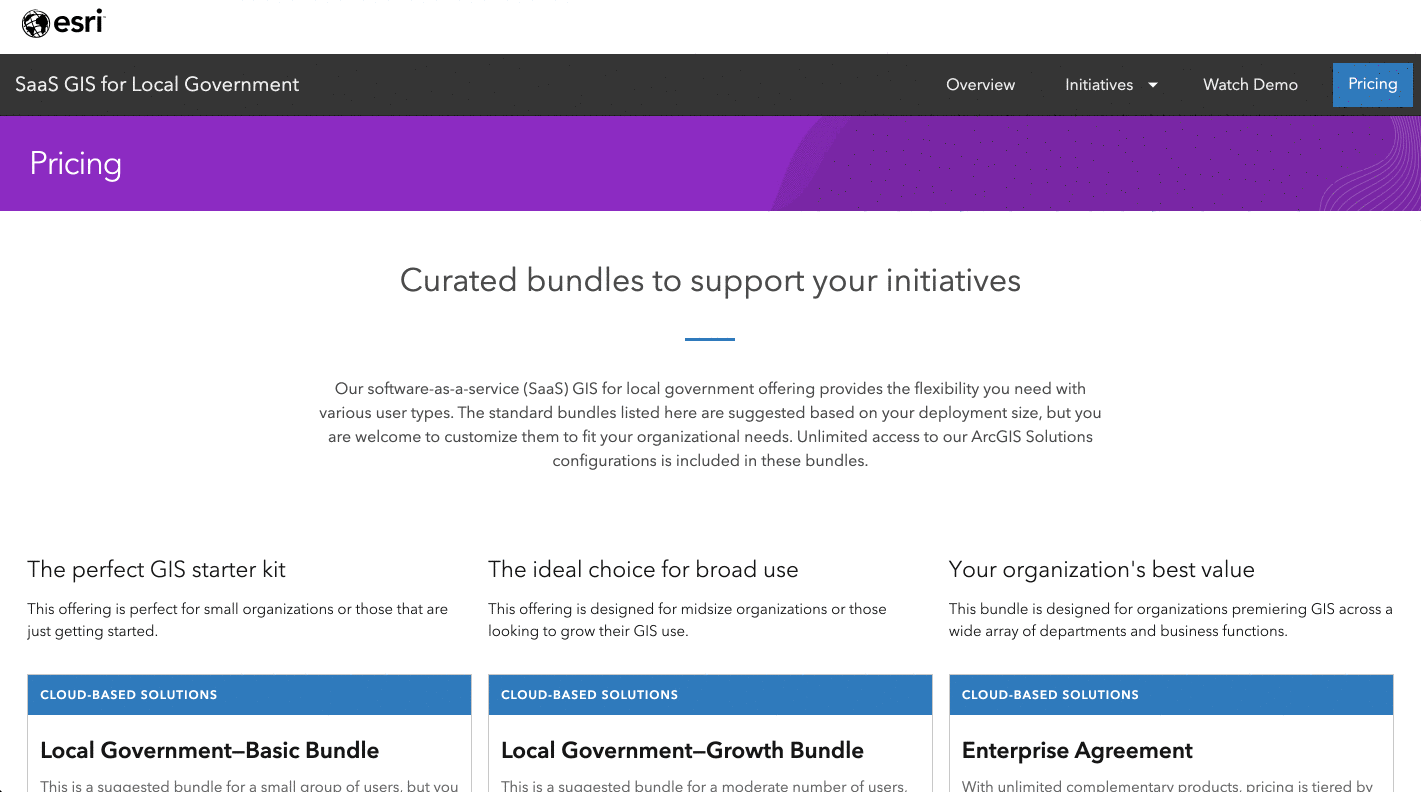 esri
SaaS GIS for Local Government
Overview
Initiatives
Watch Demo
Pricing
Pricing
Curated bundles to support your initiatives
Our software-as-a-service (SaaS) GIS for local government offering provides the flexibility you need with
various user types. The standard bundles listed here are suggested based on your deployment size, but you
are welcome to customize them to fit your organizational needs. Unlimited access to our ArcGIS Solutions
configurations is included in these bundles.
The perfect GIS starter kit
This offering is perfect for small organizations or those that are
just getting started.
CLOUD-BASED SOLUTIONS
Local Government—Basic Bundle
This is a suggested bundle for a small group of users, but you
The ideal choice for broad use
This offering is designed for midsize organizations or those
looking to grow their GIS use.
CLOUD-BASED SOLUTIONS
Local Government—Growth Bundle
This is a suggested bundle for a moderate number of users.
Your organization's best value
This bundle is designed for organizations premiering GIS across a
wide array of departments and business functions.
CLOUD-BASED SOLUTIONS
Enterprise Agreement
With unlimited complementary products, pricing is tiered by